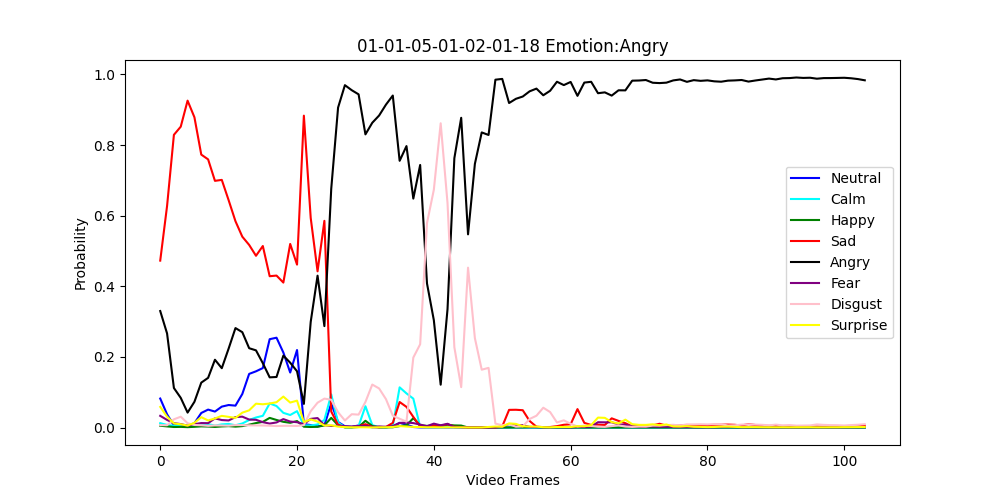 01-01-05-01-02-01-18 Emotion:Angry
Probability
1.0
0.8
0.6
0.4
0.2
0.0
0
20
40
60
80
100
Video Frames
Neutral
Calm
Happy
Sad
Angry
Fear
Disgust
Surprise